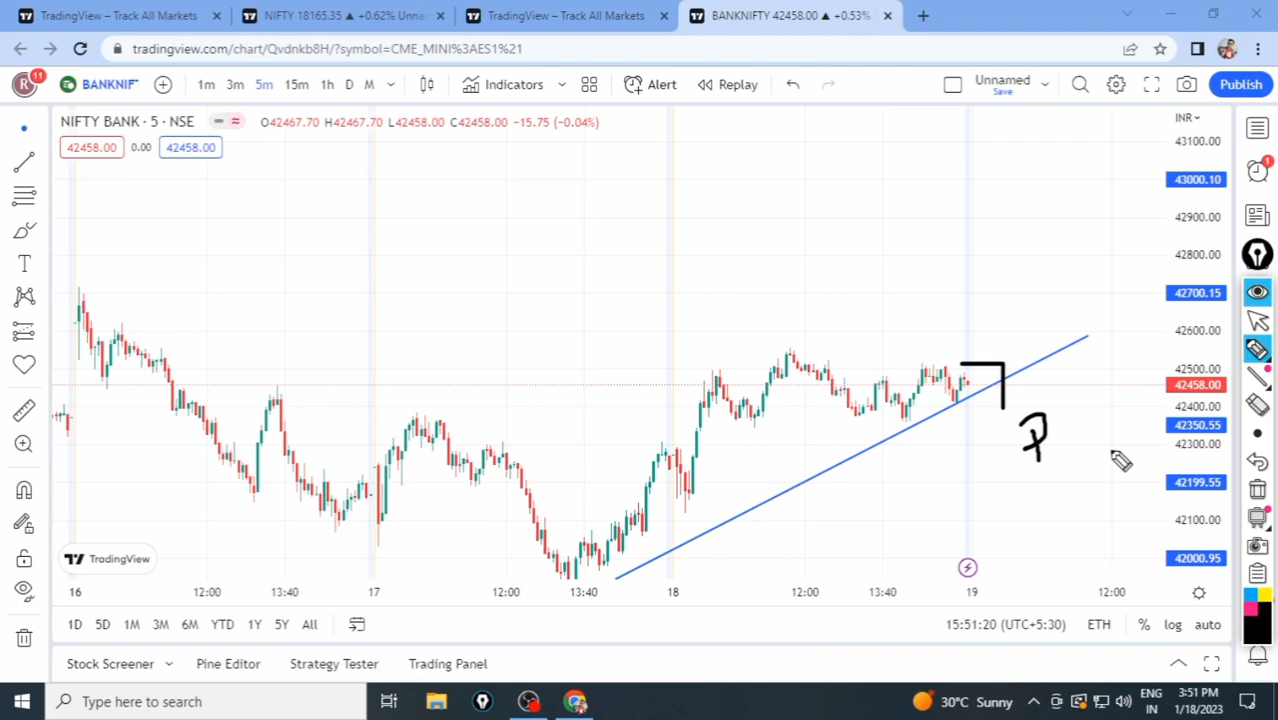 TradingView – Track All Markets
NIFTY 18165.35 ▲ +0.62% Unna
TradingView – Track All Markets
BANKNIFTY 42458.00 ▲ +0.53%
tradingview.com/chart/Qvdnkb8H/?symbol=CME_MINI%3AES1%21
R
11
BANKNIF
1m
3m
5m
15m
1h
D
M
Indicators
Alert
Replay
Unnamed
Save
Publish
NIFTY BANK · 5 · NSE
O42467.70 H42467.70 L42458.00 C42458.00 −15.75 (−0.04%)
INR
42458.00
0.00
42458.00
43100.00
43000.10
42900.00
42800.00
42700.15
42600.00
42500.00
42458.00
42400.00
42350.55
42300.00
42199.55
42100.00
42000.95
1
P
TradingView
16
12:00
13:40
17
12:00
13:40
18
12:00
13:40
19
12:00
1D
5D
1M
3M
6M
YTD
1Y
5Y
All
15:51:20 (UTC+5:30)
ETH
%
log
auto
Stock Screener
Pine Editor
Strategy Tester
Trading Panel
Type here to search
30°C Sunny
ENG
IN
3:51 PM
1/18/2023